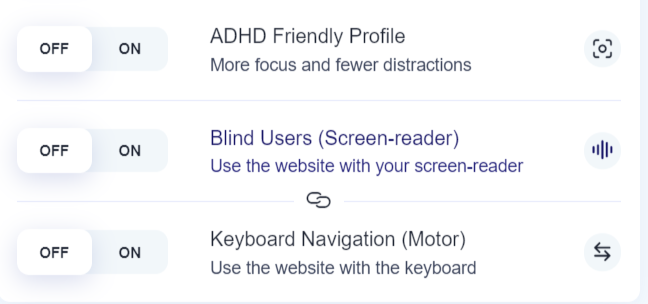 OFF ON ADHD Friendly Profile
More focus and fewer distractions
OFF ON Blind Users (Screen-reader)
Use the website with your screen-reader
OFF ON Keyboard Navigation (Motor)
Use the website with the keyboard